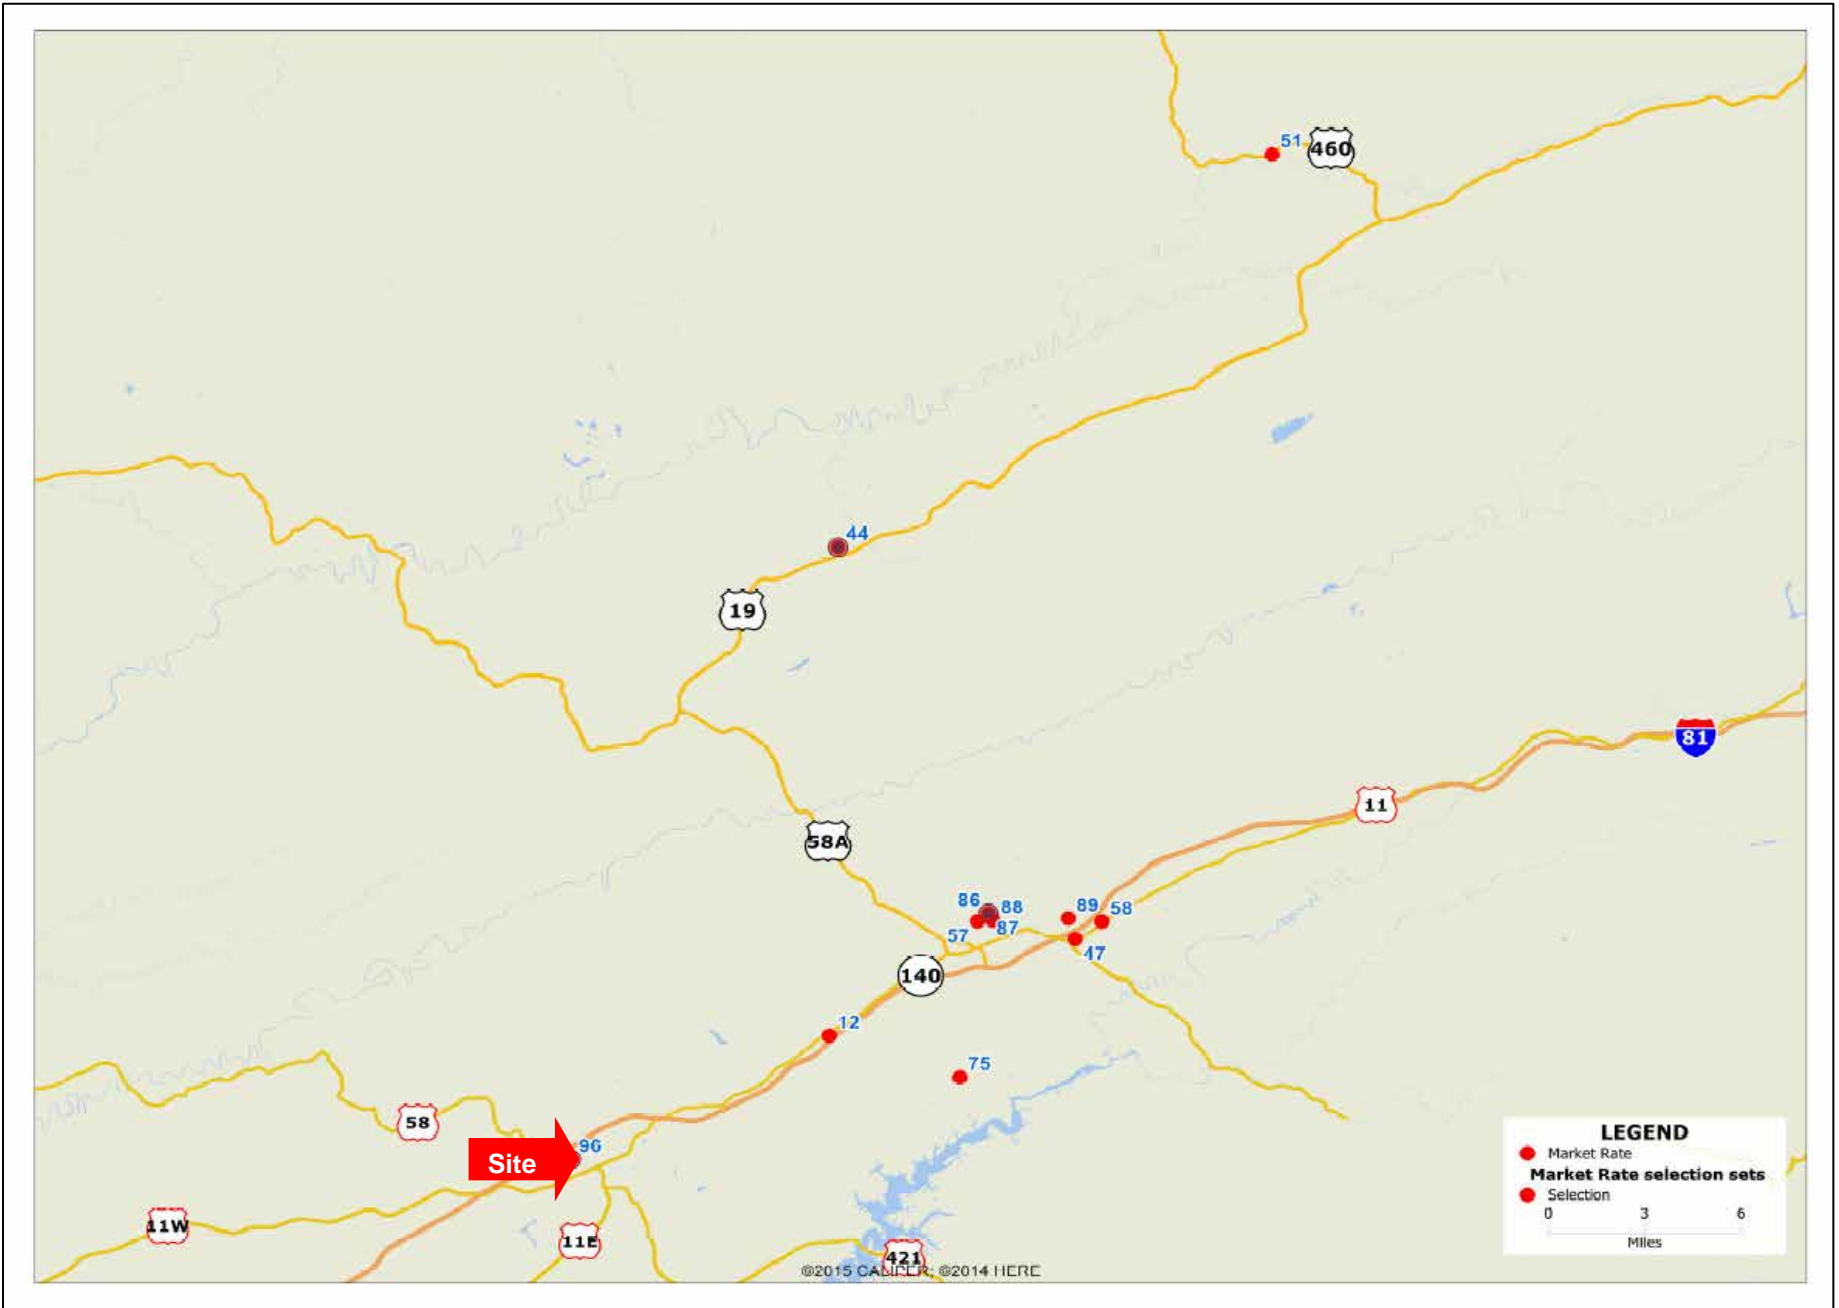 51
460
44
19
81
11
58A
86
88
89
58
57
87
47
140
12
75
58
96
Site
11W
11E
421
LEGEND
Market Rate
Market Rate selection sets
Selection
0 3 6
Miles
©2015 CALIPER; ©2014 HERE